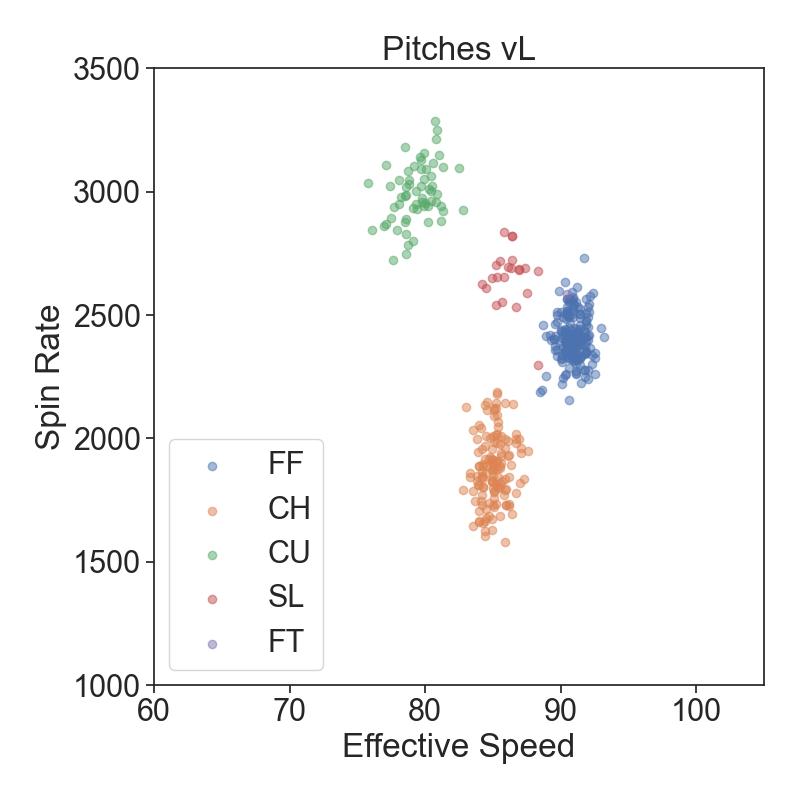 Pitches vL
3500
3000
2500
2000
1500
1000
Spin Rate
FF
CH
CU
SL
FT
60 70 80 90 100
Effective Speed